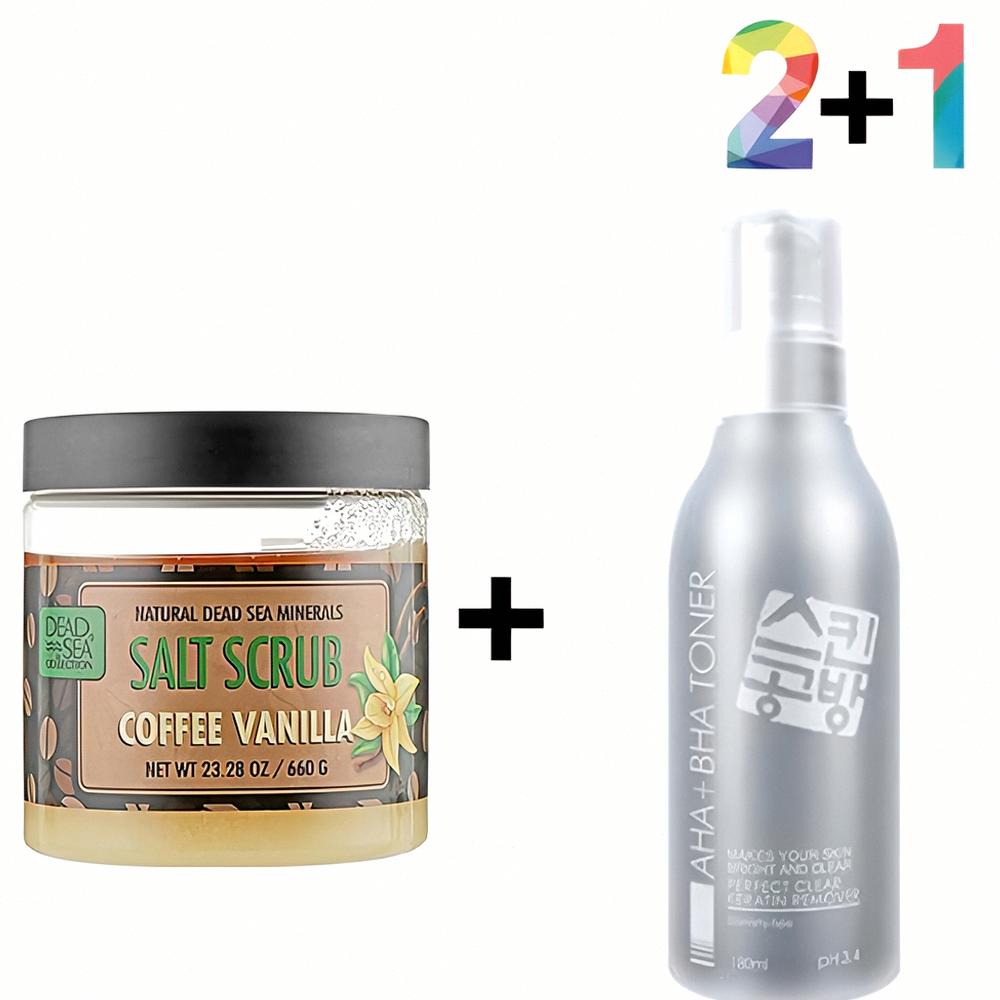 2+1
+
DEAD
SEA
COLLECTION
NATURAL DEAD SEA MINERALS
SALT SCRUB
COFFEE VANILLA
NET WT 23.28 OZ / 660 G
AHA+BHA TONER
스킨
공방
MAKES YOUR SKIN
BRIGHT AND CLEAR
PERFECT CLEAR
KERATIN REMOVER
180ml pH 3.4